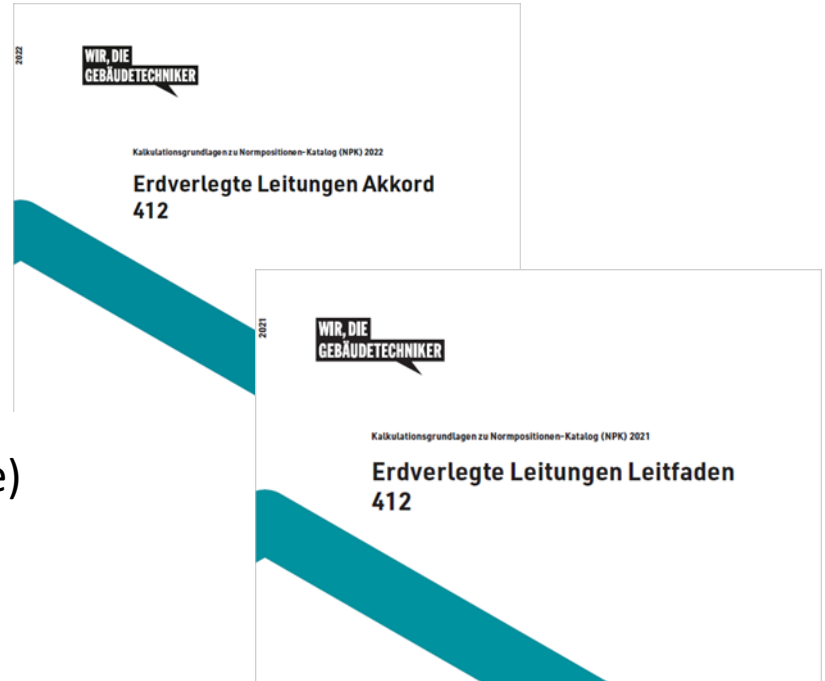 2022
WIR, DIE
GEBÄUDETECHNIKER
Kalkulationsgrundlagen zu Normpositionen-Katalog (NPK) 2022
Erdverlegte Leitungen Akkord
412
e)
2021
WIR, DIE
GEBÄUDETECHNIKER
Kalkulationsgrundlagen zu Normpositionen-Katalog (NPK) 2021
Erdverlegte Leitungen Leitfaden
412